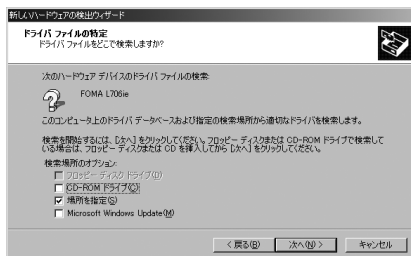 新しいハードウェアの検出ウィザード
ドライバ ファイルの特定
ドライバ ファイルをどこで検索しますか?
次のハードウェア デバイスのドライバ ファイルの検索:
FOMA L706ie
このコンピュータ上のドライバ データベースおよび指定の検索場所から適切なドライバを検索します。
検索を開始するには、[次へ] をクリックしてください。フロッピー ディスクまたは CD-ROM ドライブで検索して
いる場合は、フロッピー ディスクまたは CD を挿入してから [次へ] をクリックしてください。
検索場所のオプション:
フロッピー ディスク ドライブ(D)
CD-ROM ドライブ(C)
場所を指定(S)
Microsoft Windows Update(M)
< 戻る(B)
次へ(N) >
キャンセル